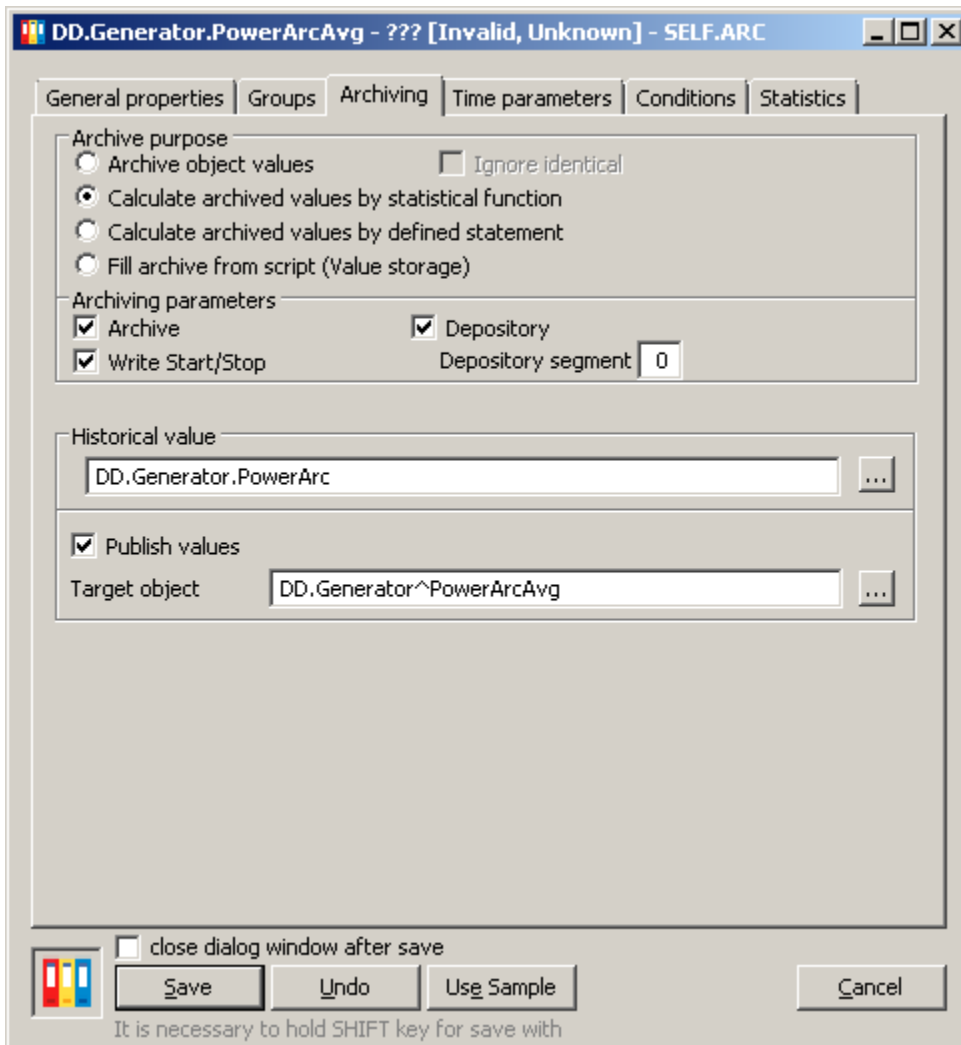 DD.Generator.PowerArcAvg - ??? [Invalid, Unknown] - SELF.ARC
General properties Groups Archiving Time parameters Conditions Statistics
Archive purpose
Archive object values Ignore identical
Calculate archived values by statistical function
Calculate archived values by defined statement
Fill archive from script (Value storage)
Archiving parameters
Archive Depository
Write Start/Stop Depository segment 0
Historical value
DD.Generator.PowerArc ...
Publish values
Target object DD.Generator^PowerArcAvg ...
close dialog window after save
Save Undo Use Sample Cancel
It is necessary to hold SHIFT key for save with